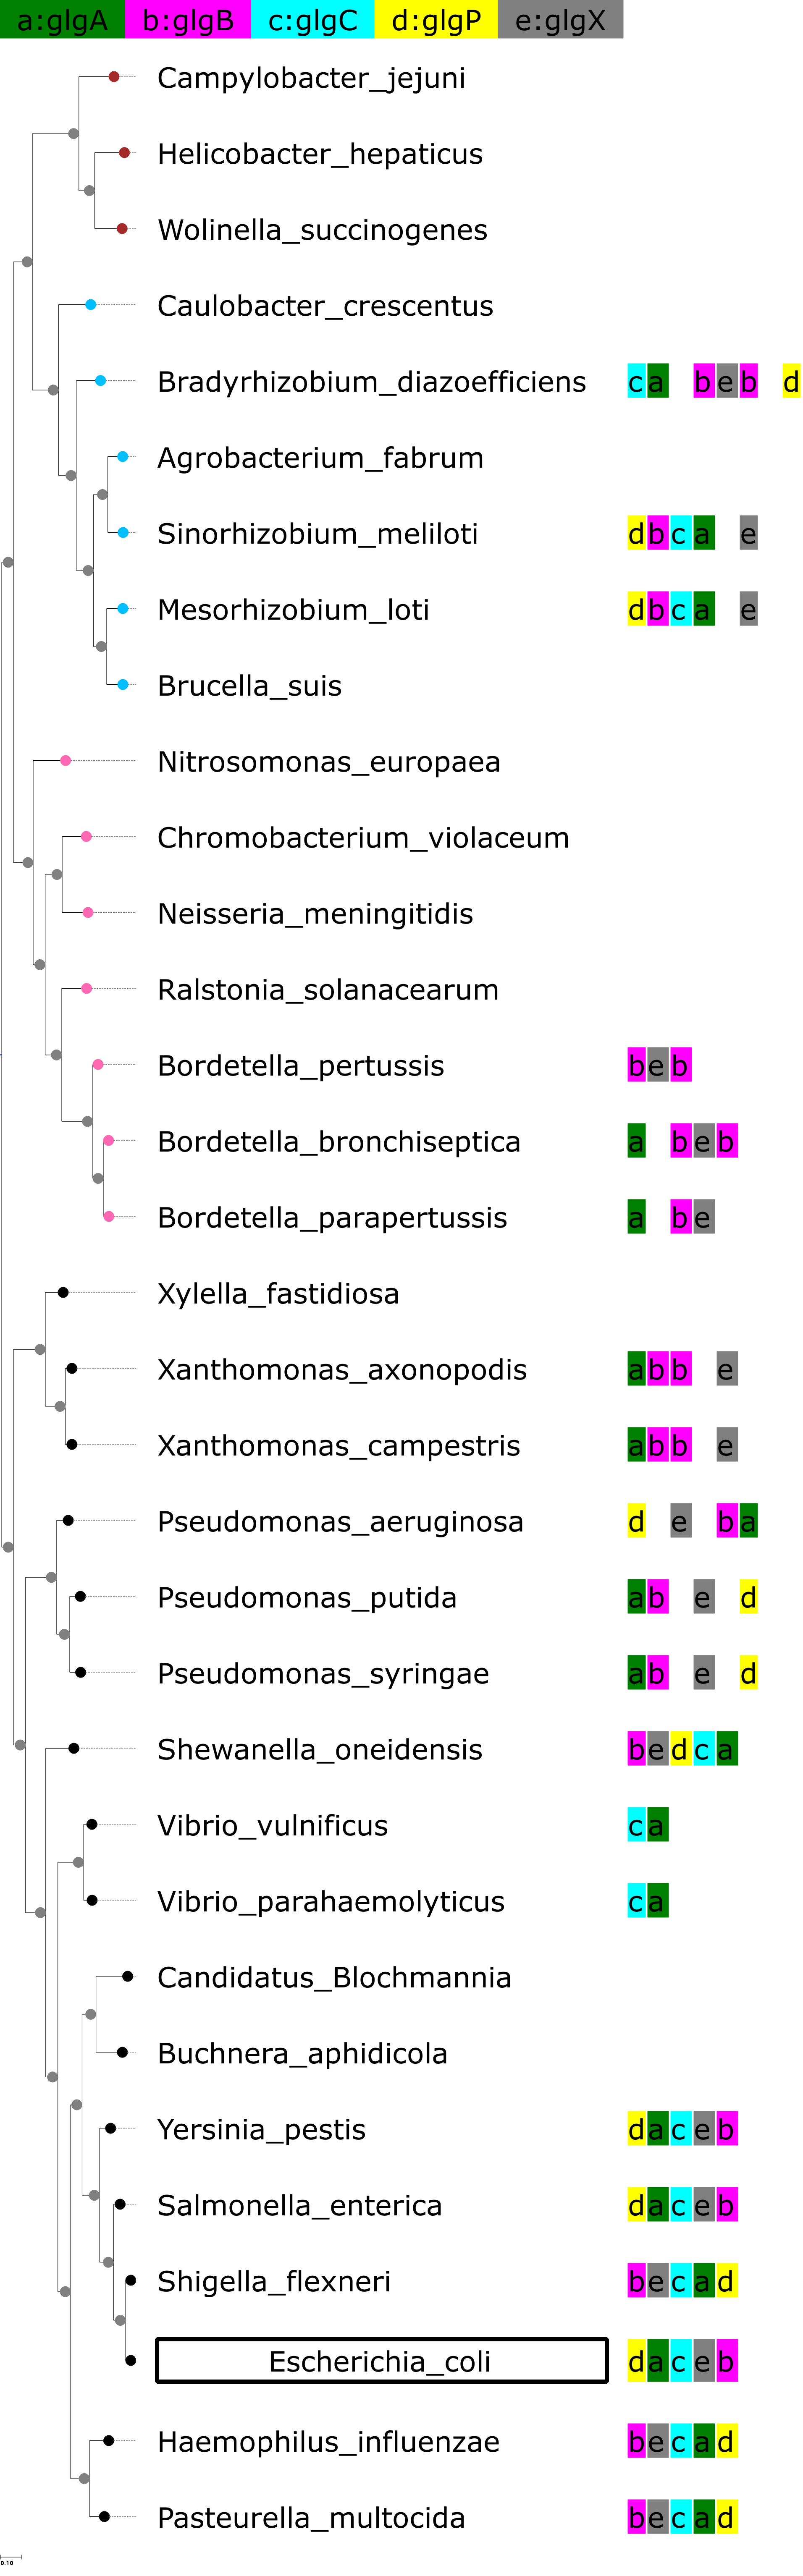 a:glgA b:glgB c:glgC d:glgP e:glgX
Campylobacter_jejuni
Helicobacter_hepaticus
Wolinella_succinogenes
Caulobacter_crescentus
Bradyrhizobium_diazoefficiens c a b e b d
Agrobacterium_fabrum
Sinorhizobium_meliloti d b c a e
Mesorhizobium_loti d b c a e
Brucella_suis
Nitrosomonas_europaea
Chromobacterium_violaceum
Neisseria_meningitidis
Ralstonia_solanacearum
Bordetella_pertussis b e b
Bordetella_bronchiseptica a b e b
Bordetella_parapertussis a b e
Xylella_fastidiosa
Xanthomonas_axonopodis a b b e
Xanthomonas_campestris a b b e
Pseudomonas_aeruginosa d e b a
Pseudomonas_putida a b e d
Pseudomonas_syringae a b e d
Shewanella_oneidensis b e d c a
Vibrio_vulnificus c a
Vibrio_parahaemolyticus c a
Candidatus_Blochmannia
Buchnera_aphidicola
Yersinia_pestis d a c e b
Salmonella_enterica d a c e b
Shigella_flexneri b e c a d
Escherichia_coli d a c e b
Haemophilus_influenzae b e c a d
Pasteurella_multocida b e c a d
0.10